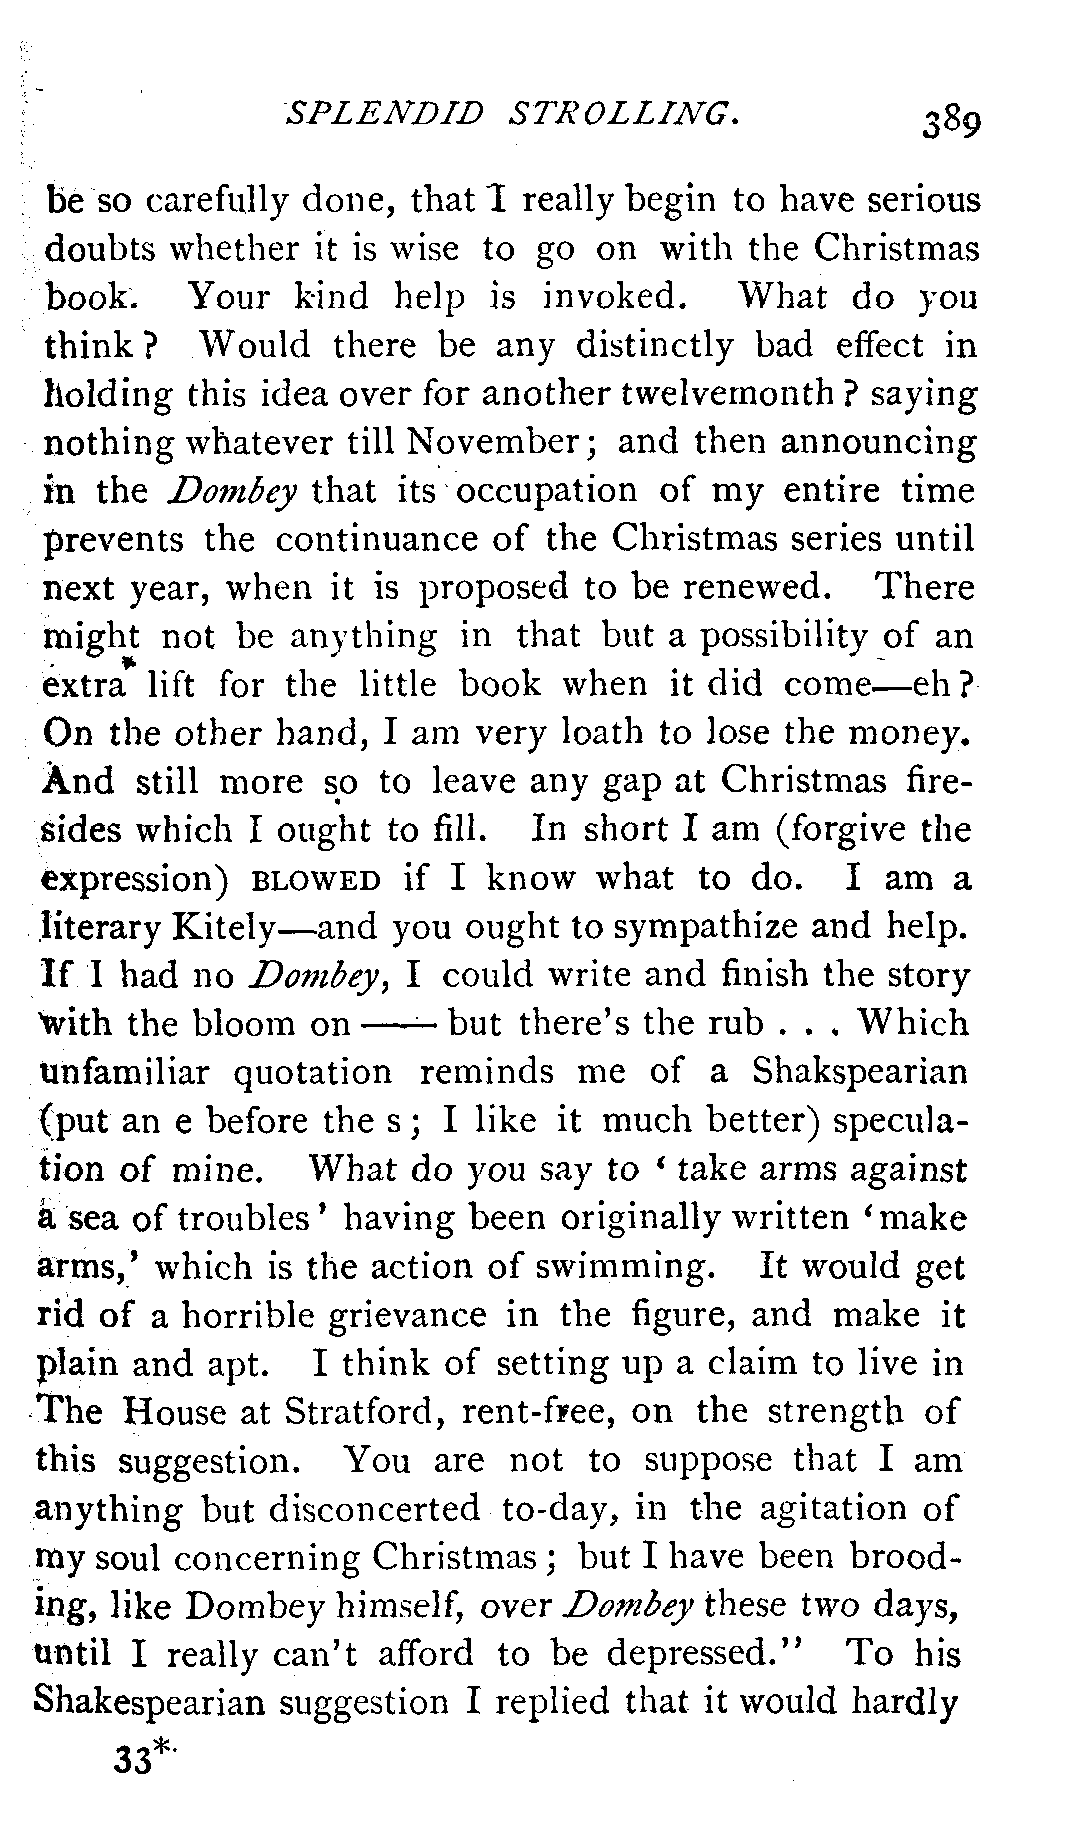 SPLENDID STROLLING. 389
be so carefully done, that I really begin to have serious
doubts whether it is wise to go on with the Christmas
book. Your kind help is invoked. What do you
think? Would there be any distinctly bad effect in
holding this idea over for another twelvemonth? saying
nothing whatever till November; and then announcing
in the Dombey that its occupation of my entire time
prevents the continuance of the Christmas series until
next year, when it is proposed to be renewed. There
might not be anything in that but a possibility of an
extra lift for the little book when it did come—eh?
On the other hand, I am very loath to lose the money.
And still more so to leave any gap at Christmas fire-
sides which I ought to fill. In short I am (forgive the
expression) BLOWED if I know what to do. I am a
literary Kitely—and you ought to sympathize and help.
If I had no Dombey, I could write and finish the story
with the bloom on —— but there's the rub . . . Which
unfamiliar quotation reminds me of a Shakspearian
(put an e before the s; I like it much better) specula-
tion of mine. What do you say to ‘take arms against
a sea of troubles’ having been originally written ‘make
arms,’ which is the action of swimming. It would get
rid of a horrible grievance in the figure, and make it
plain and apt. I think of setting up a claim to live in
The House at Stratford, rent-free, on the strength of
this suggestion. You are not to suppose that I am
anything but disconcerted to-day, in the agitation of
my soul concerning Christmas; but I have been brood-
ing, like Dombey himself, over Dombey these two days,
until I really can't afford to be depressed.” To his
Shakespearian suggestion I replied that it would hardly
33*